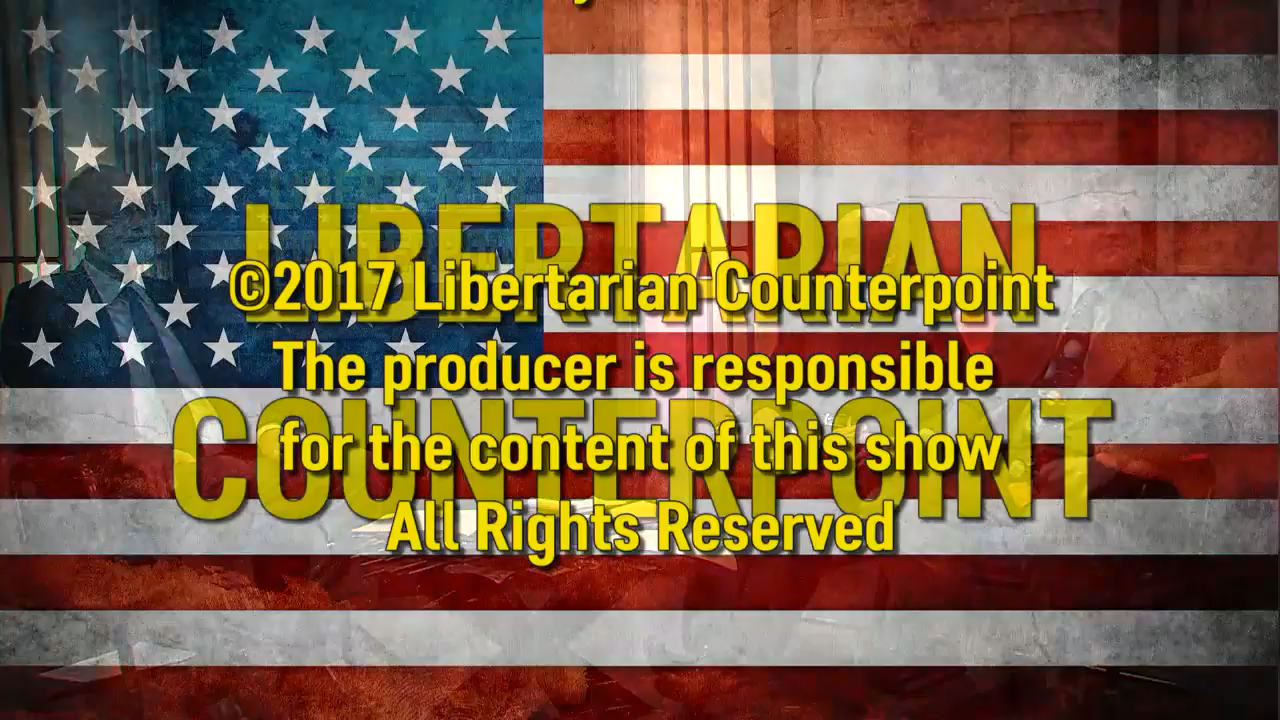 LIBERTARIAN
©2017 Libertarian Counterpoint
The producer is responsible
COUNTERPOINT
for the content of this show
All Rights Reserved